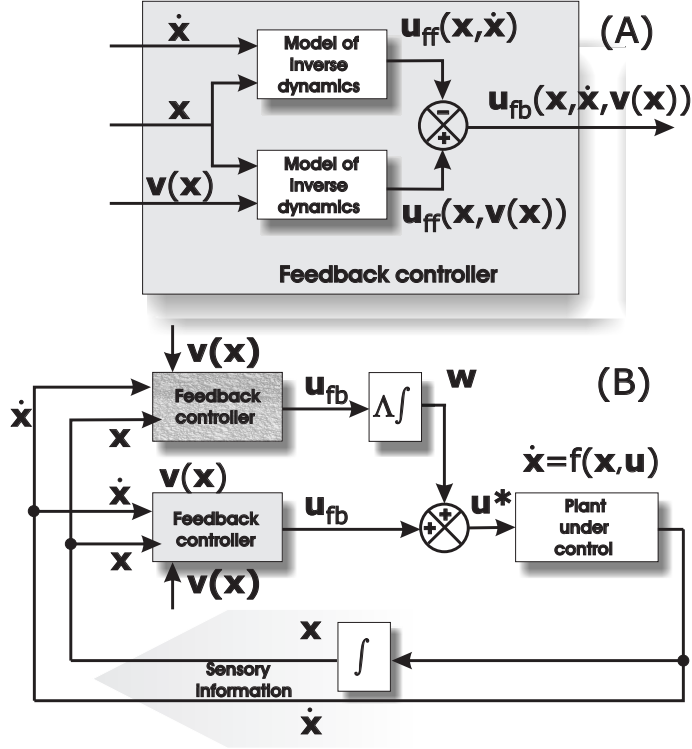 ẋ
Model of
inverse
dynamics
u_ff(x,ẋ)
(A)
x
−
+
u_fb(x,ẋ,v(x))
v(x)
Model of
inverse
dynamics
u_ff(x,v(x))
Feedback controller
v(x)
(B)
ẋ
Feedback
controller
u_fb
Λ∫
w
x
ẋ=f(x,u)
v(x)
ẋ
Feedback
controller
u_fb
+
+
u*
Plant
under
control
x
v(x)
x
∫
Sensory
information
ẋ